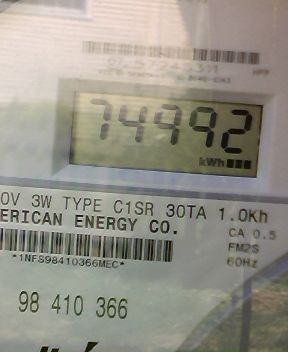 74992
kWh
0V 3W TYPE C1SR 30TA 1.0Kh
ERICAN ENERGY CO.
CA 0.5
FM2S
60Hz
*1NFS98410366MEC*
98 410 366